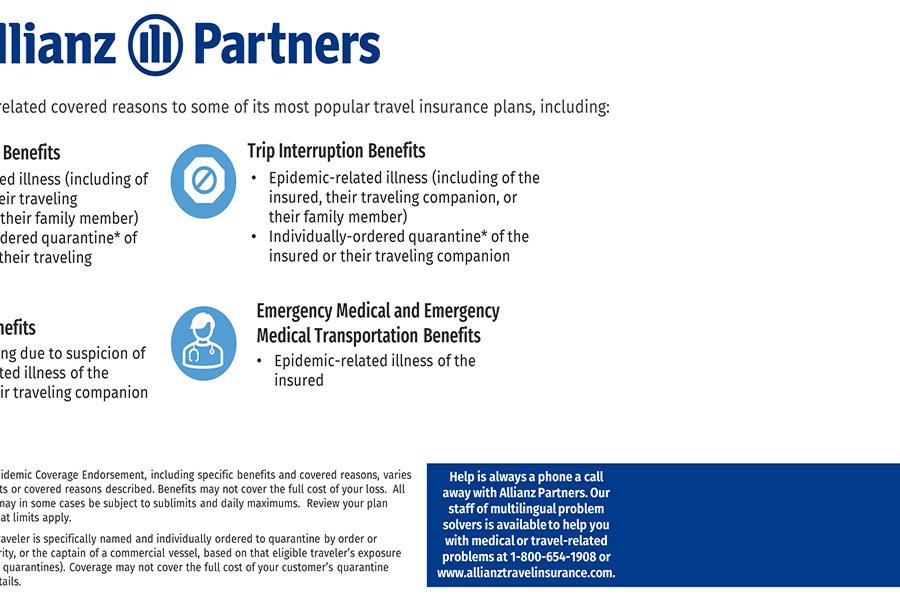 llianz Partners
related covered reasons to some of its most popular travel insurance plans, including:
Benefits
ed illness (including of
eir traveling
their family member)
dered quarantine* of
their traveling
Trip Interruption Benefits
• Epidemic-related illness (including of the
insured, their traveling companion, or
their family member)
• Individually-ordered quarantine* of the
insured or their traveling companion
nefits
ng due to suspicion of
ted illness of the
ir traveling companion
Emergency Medical and Emergency
Medical Transportation Benefits
• Epidemic-related illness of the
insured
idemic Coverage Endorsement, including specific benefits and covered reasons, varies
ts or covered reasons described. Benefits may not cover the full cost of your loss. All
may in some cases be subject to sublimits and daily maximums. Review your plan
at limits apply.
raveler is specifically named and individually ordered to quarantine by order or
rity, or the captain of a commercial vessel, based on that eligible traveler's exposure
quarantines). Coverage may not cover the full cost of your customer's quarantine
tails.
Help is always a phone a call
away with Allianz Partners. Our
staff of multilingual problem
solvers is available to help you
with medical or travel-related
problems at 1-800-654-1908 or
www.allianztravelinsurance.com.